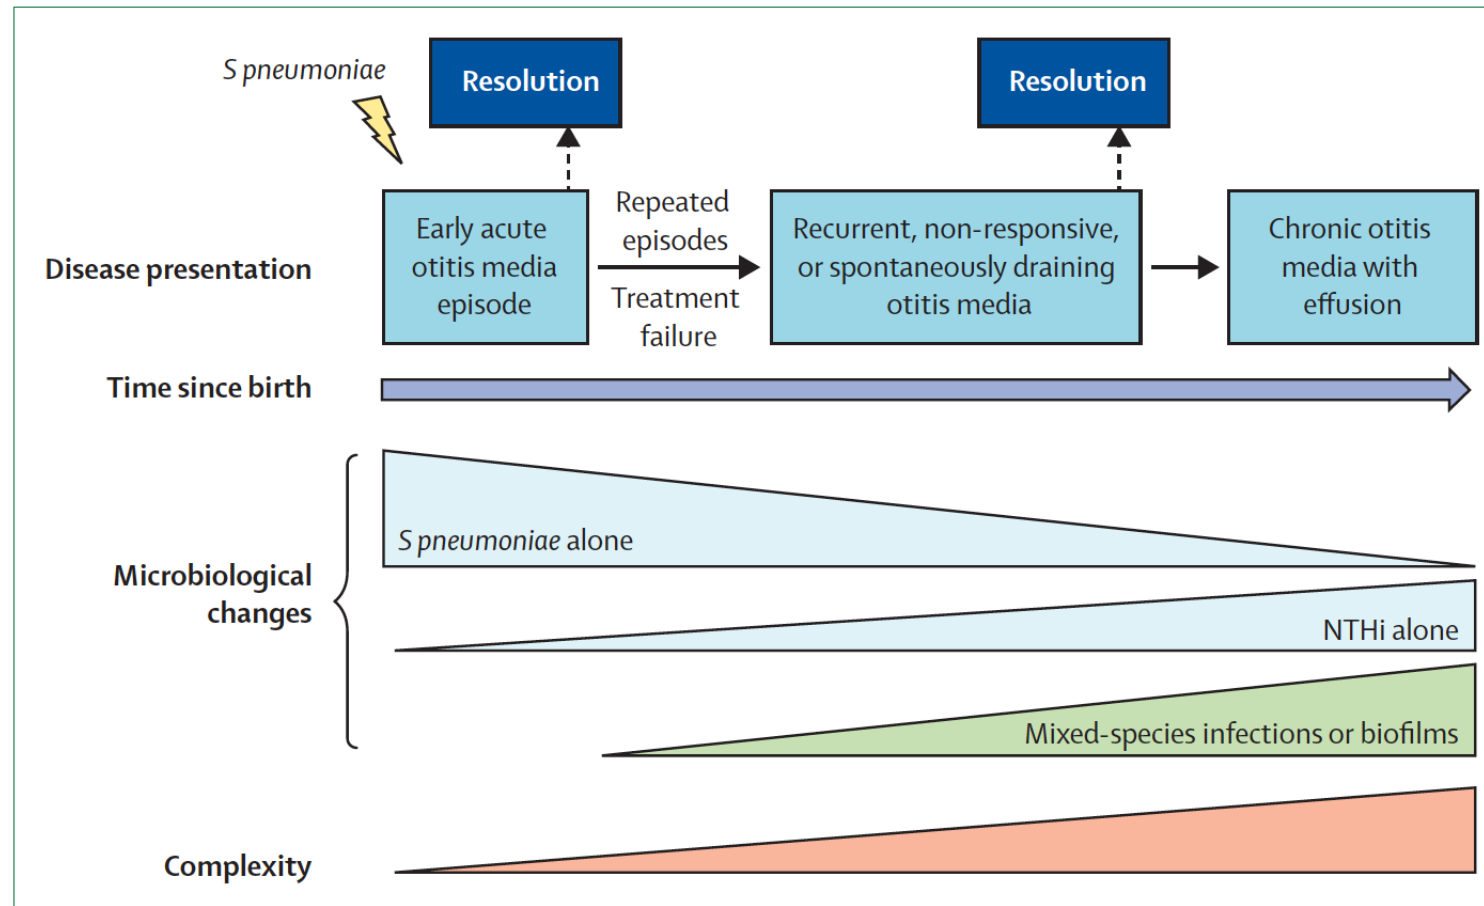 S pneumoniae
Resolution
Resolution
Disease presentation
Early acute
otitis media
episode
Repeated
episodes
Treatment
failure
Recurrent, non-responsive,
or spontaneously draining
otitis media
Chronic otitis
media with
effusion
Time since birth
Microbiological
changes
S pneumoniae alone
NTHi alone
Mixed-species infections or biofilms
Complexity